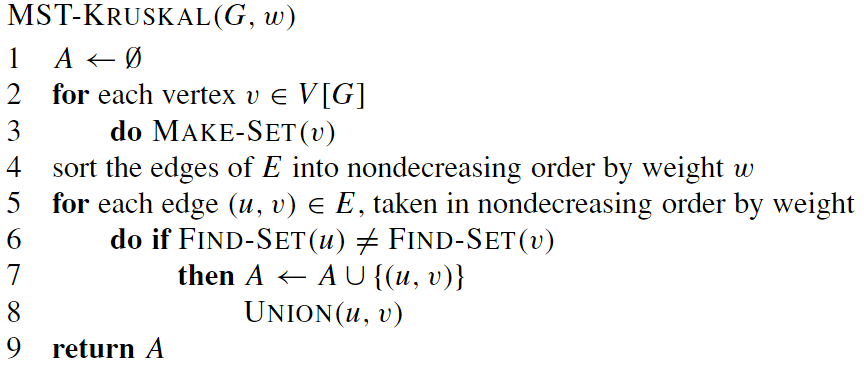 MST-KRUSKAL(G, w)
1 A ← Ø
2 for each vertex v ∈ V[G]
3 do MAKE-SET(v)
4 sort the edges of E into nondecreasing order by weight w
5 for each edge (u, v) ∈ E, taken in nondecreasing order by weight
6 do if FIND-SET(u) ≠ FIND-SET(v)
7 then A ← A ∪ {(u, v)}
8 UNION(u, v)
9 return A